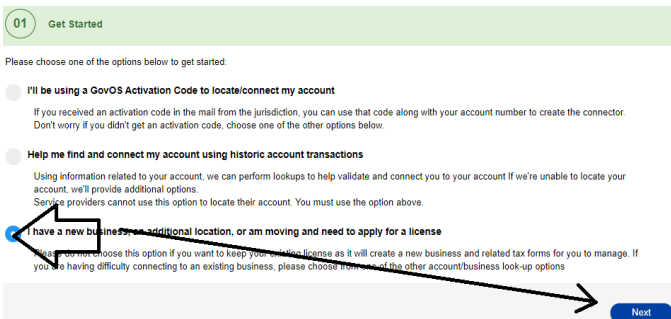 01 Get Started
Please choose one of the options below to get started:
I'll be using a GovOS Activation Code to locate/connect my account
If you received an activation code in the mail from the jurisdiction, you can use that code along with your account number to create the connector.
Don't worry if you didn't get an activation code, choose one of the other options below.
Help me find and connect my account using historic account transactions
Using information related to your account, we can perform lookups to help validate and connect you to your account If we're unable to locate your
account, we'll provide additional options.
Service providers cannot use this option to locate their account. You must use the option above.
I have a new business, an additional location, or am moving and need to apply for a license
Please do not choose this option if you want to keep your existing license as it will create a new business and related tax forms for you to manage. If
you are having difficulty connecting to an existing business, please choose from one of the other account/business look-up options
Next